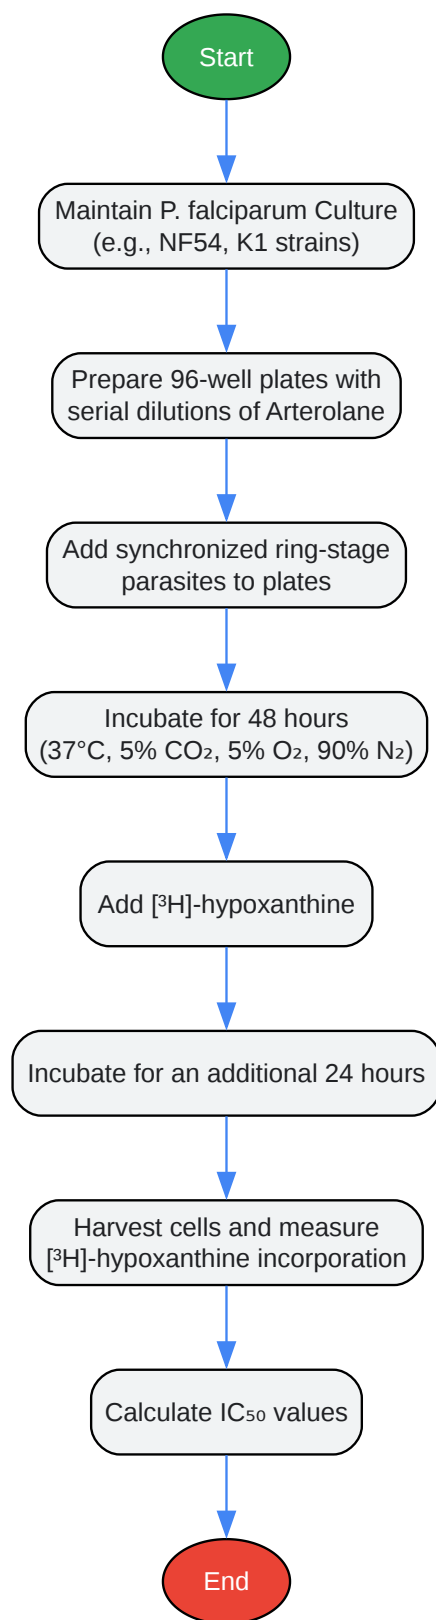 Start
Maintain P. falciparum Culture
(e.g., NF54, K1 strains)
Prepare 96-well plates with
serial dilutions of Arterolane
Add synchronized ring-stage
parasites to plates
Incubate for 48 hours
(37°C, 5% CO₂, 5% O₂, 90% N₂)
Add [³H]-hypoxanthine
Incubate for an additional 24 hours
Harvest cells and measure
[³H]-hypoxanthine incorporation
Calculate IC₅₀ values
End